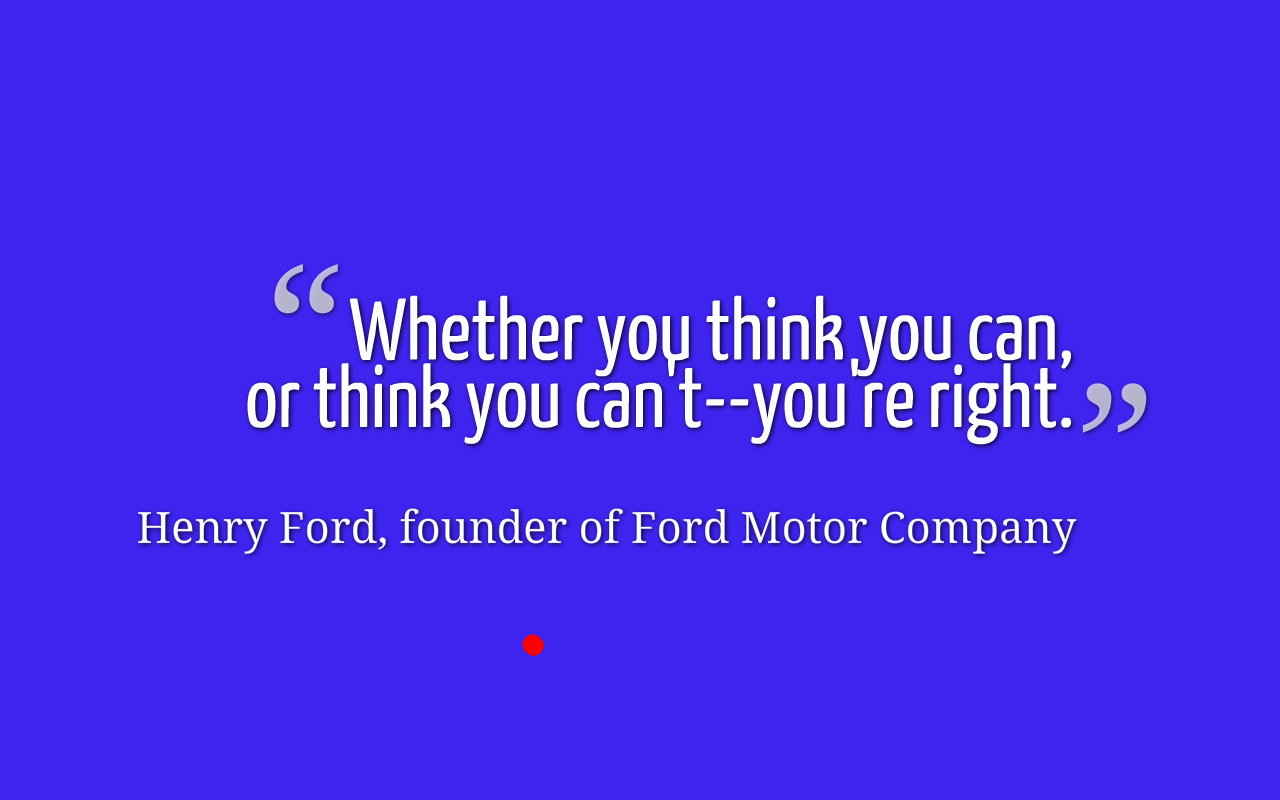 “Whether you think you can,
or think you can't--you're right.”
Henry Ford, founder of Ford Motor Company